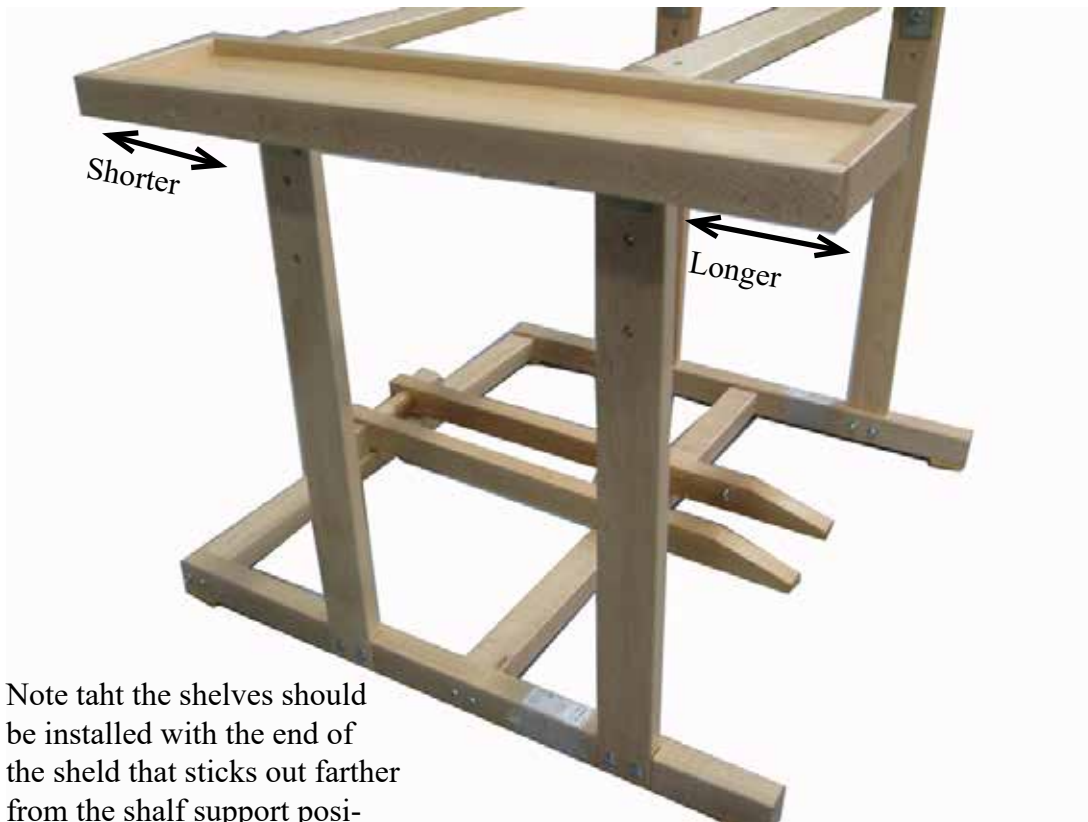 Shorter
Longer
Note taht the shelves should
be installed with the end of
the sheld that sticks out farther
from the shalf support posi-